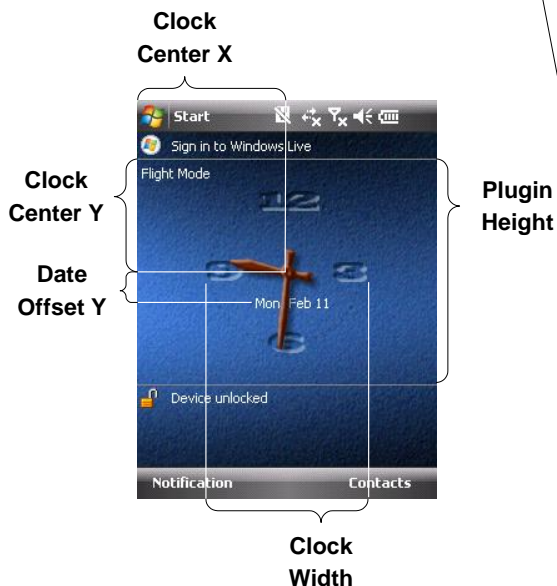 Clock
Center X
Start
Sign in to Windows Live
Flight Mode
Clock
Center Y
Plugin
Height
12
9
3
Date
Offset Y
Mon, Feb 11
6
Device unlocked
Notification
Contacts
Clock
Width